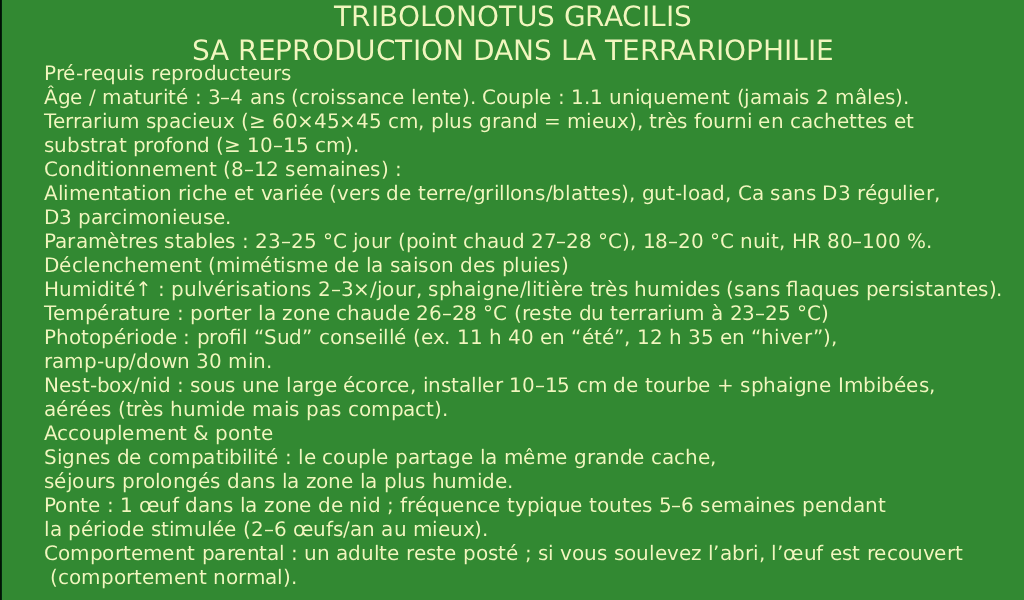 TRIBOLONOTUS GRACILIS
SA REPRODUCTION DANS LA TERRARIOPHILIE
Pré-requis reproducteurs
Âge / maturité : 3–4 ans (croissance lente). Couple : 1.1 uniquement (jamais 2 mâles).
Terrarium spacieux (≥ 60×45×45 cm, plus grand = mieux), très fourni en cachettes et
substrat profond (≥ 10–15 cm).
Conditionnement (8–12 semaines) :
Alimentation riche et variée (vers de terre/grillons/blattes), gut-load, Ca sans D3 régulier,
D3 parcimonieuse.
Paramètres stables : 23–25 °C jour (point chaud 27–28 °C), 18–20 °C nuit, HR 80–100 %.
Déclenchement (mimétisme de la saison des pluies)
Humidité↑ : pulvérisations 2–3×/jour, sphaigne/litière très humides (sans flaques persistantes).
Température : porter la zone chaude 26–28 °C (reste du terrarium à 23–25 °C)
Photopériode : profil “Sud” conseillé (ex. 11 h 40 en “été”, 12 h 35 en “hiver”),
ramp-up/down 30 min.
Nest-box/nid : sous une large écorce, installer 10–15 cm de tourbe + sphaigne Imbibées,
aérées (très humide mais pas compact).
Accouplement & ponte
Signes de compatibilité : le couple partage la même grande cache,
séjours prolongés dans la zone la plus humide.
Ponte : 1 œuf dans la zone de nid ; fréquence typique toutes 5–6 semaines pendant
la période stimulée (2–6 œufs/an au mieux).
Comportement parental : un adulte reste posté ; si vous soulevez l’abri, l’œuf est recouvert
(comportement normal).